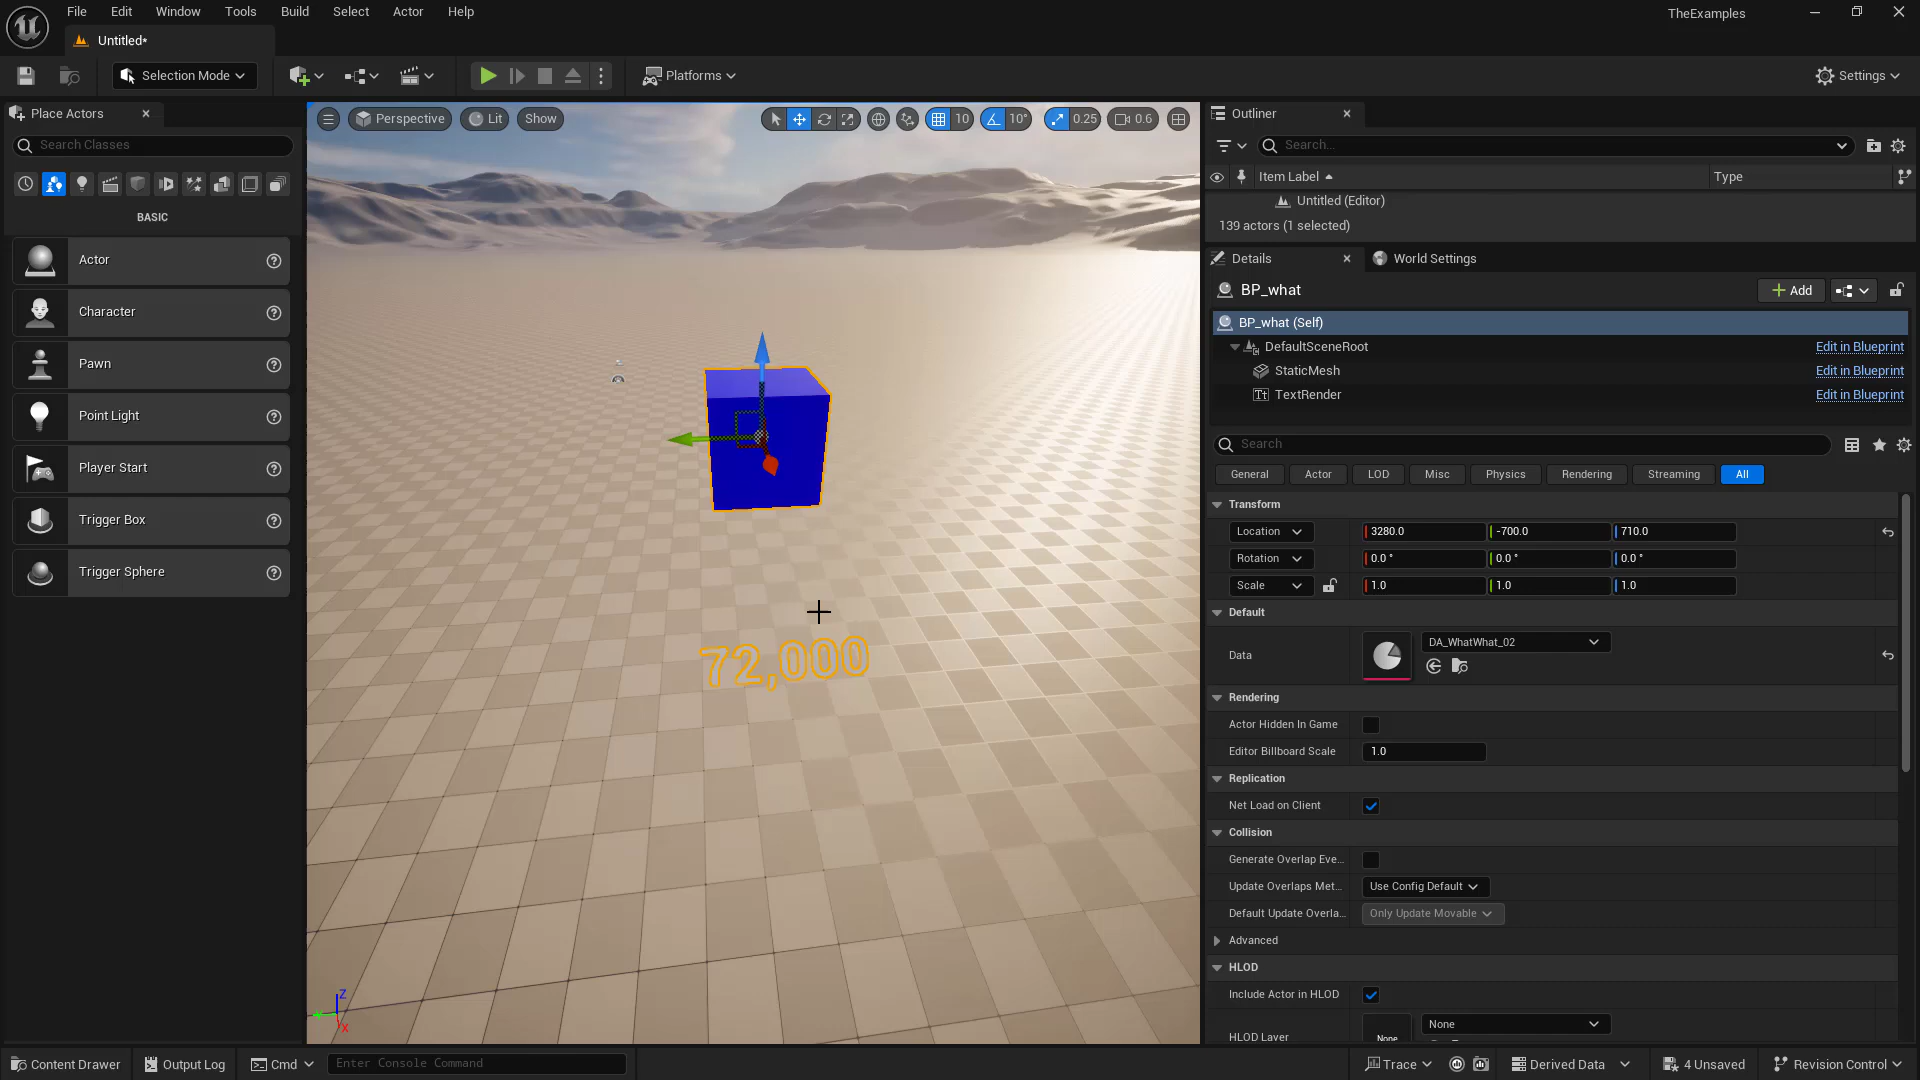 File Edit Window Tools Build Select Actor Help
TheExamples
Untitled*
Selection Mode
Platforms
Settings
Place Actors
Search Classes
BASIC
Actor
Character
Pawn
Point Light
Player Start
Trigger Box
Trigger Sphere
Perspective Lit Show
10 10° 0.25 0.6
72,000
Z
X
Outliner
Search...
Item Label Type
Untitled (Editor)
139 actors (1 selected)
Details World Settings
BP_what
Add
BP_what (Self)
DefaultSceneRoot Edit in Blueprint
StaticMesh Edit in Blueprint
TextRender Edit in Blueprint
Search
General Actor LOD Misc Physics Rendering Streaming All
Transform
Location 3280.0 -700.0 710.0
Rotation 0.0 ° 0.0 ° 0.0 °
Scale 1.0 1.0 1.0
Default
Data DA_WhatWhat_02
Rendering
Actor Hidden In Game
Editor Billboard Scale 1.0
Replication
Net Load on Client
Collision
Generate Overlap Eve...
Update Overlaps Met... Use Config Default
Default Update Overla... Only Update Movable
Advanced
HLOD
Include Actor in HLOD
HLOD Layer None None
Content Drawer Output Log Cmd Enter Console Command
Trace Derived Data 4 Unsaved Revision Control